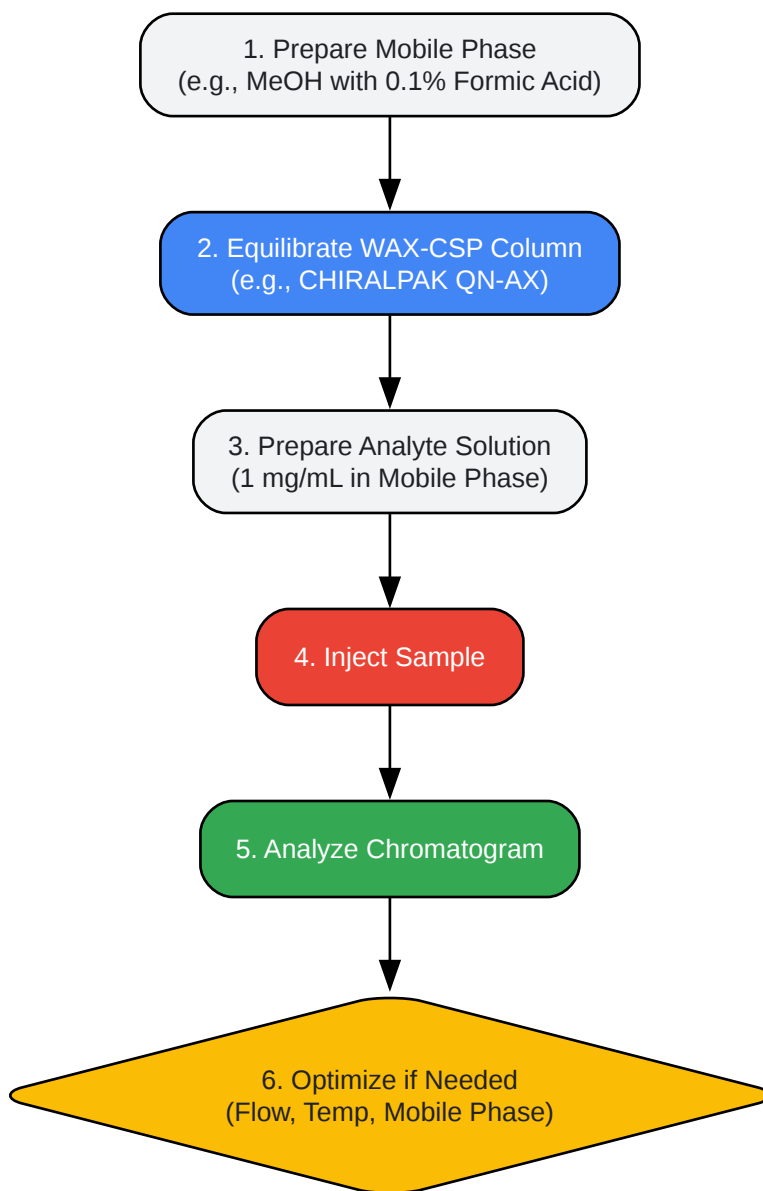 1. Prepare Mobile Phase
(e.g., MeOH with 0.1% Formic Acid)
2. Equilibrate WAX-CSP Column
(e.g., CHIRALPAK QN-AX)
3. Prepare Analyte Solution
(1 mg/mL in Mobile Phase)
4. Inject Sample
5. Analyze Chromatogram
6. Optimize if Needed
(Flow, Temp, Mobile Phase)